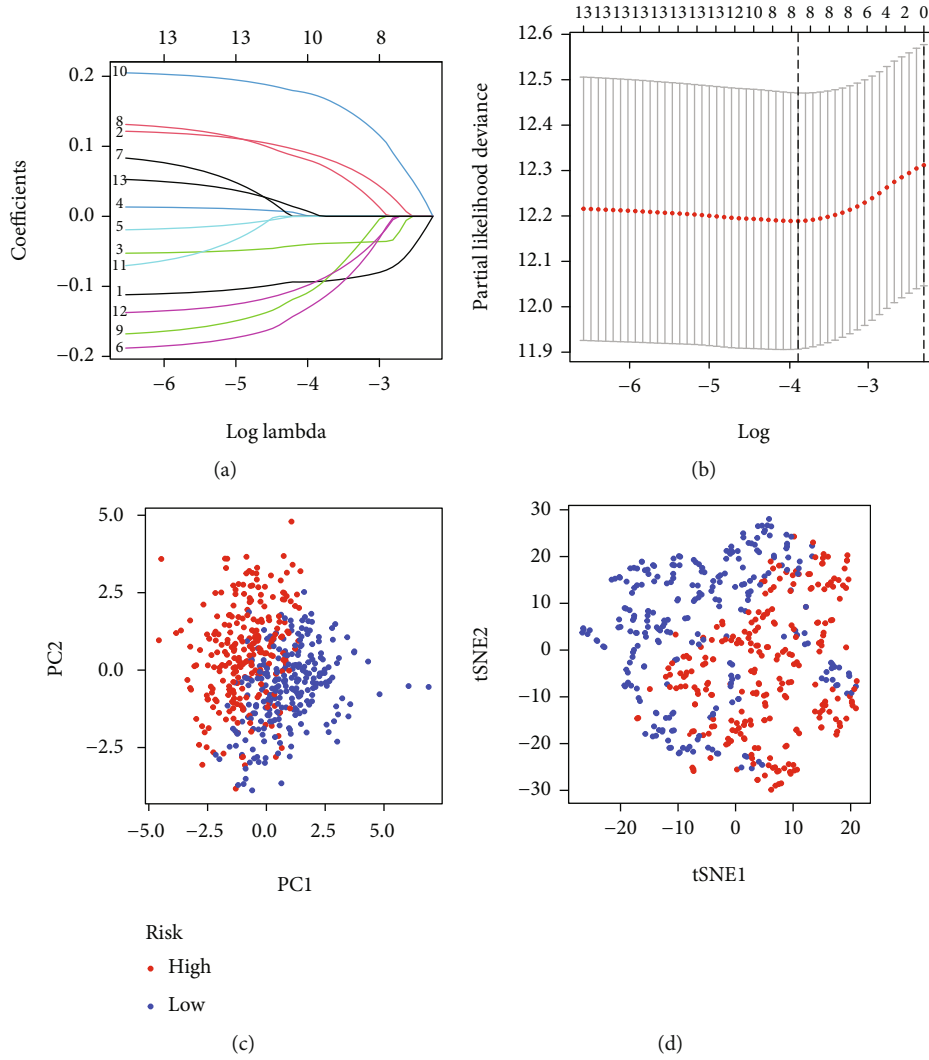 13 13 10 8
0.2
0.1
0.0
−0.1
−0.2
Coefficients
10
8
2
7
13
4
5
3
11
1
12
9
6
−6 −5 −4 −3
Log lambda
(a)
13 13 13 13 13 13 13 13 12 10 8 8 8 8 8 6 4 2 0
12.6
12.5
12.4
12.3
12.2
12.1
11.9
Partial likelihood deviance
−6 −5 −4 −3
Log
(b)
5.0
2.5
0.0
−2.5
PC2
−5.0 −2.5 0.0 2.5 5.0
PC1
Risk
High
Low
(c)
30
20
10
0
−10
−20
−30
tSNE2
−20 −10 0 10 20
tSNE1
(d)